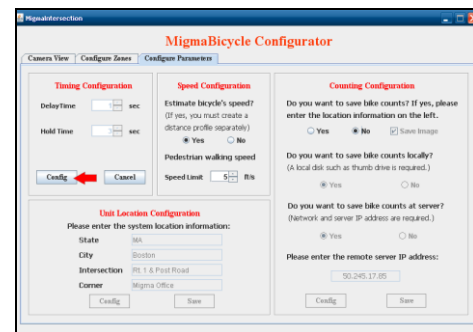 MigmaIntersection
MigmaBicycle Configurator
Camera View
Configure Zones
Configure Parameters
Timing Configuration
DelayTime
sec
Hold Time
sec
Config
Cancel
Speed Configuration
Estimate bicycle's speed?
(If yes, you must create a
distance profile separately)
Yes No
Pedestrian walking speed
Speed Limit 5 ft/s
Unit Location Configuration
Please enter the system location information:
State MA
City Boston
Intersection Rt. 1 & Post Road
Corner Migma Office
Config Save
Counting Configuration
Do you want to save bike counts? If yes, please
enter the location information on the left.
Yes No Save Image
Do you want to save bike counts locally?
(A local disk such as thumb drive is required.)
Yes No
Do you want to save bike counts at server?
(Network and server IP address are required.)
Yes No
Please enter the remote server IP address:
50.245.17.85
Config Save